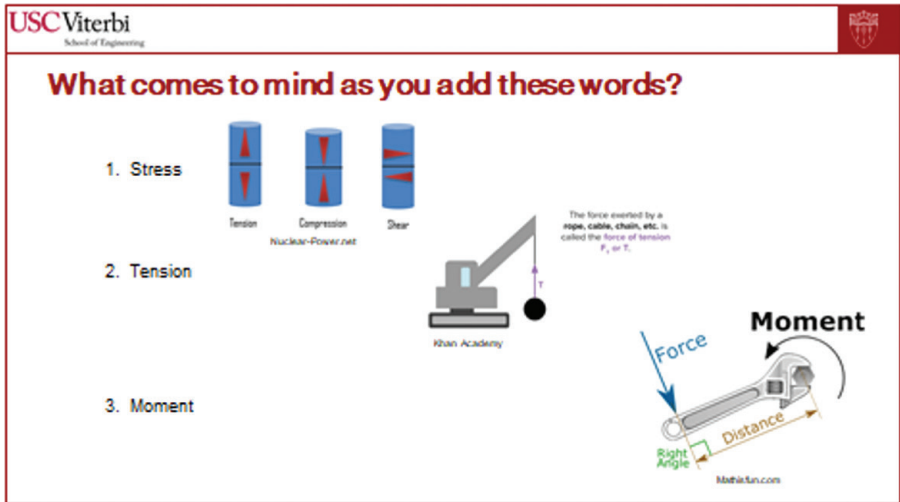 USC Viterbi
School of Engineering
What comes to mind as you add these words?
1. Stress
Tension
Compression
Shear
Nuclear-Power.net
The force exerted by a
rope, cable, chain, etc. is
called the force of tension
F, or T.
2. Tension
T
Khan Academy
Moment
Force
3. Moment
Distance
Right
Angle
Mathisfun.com